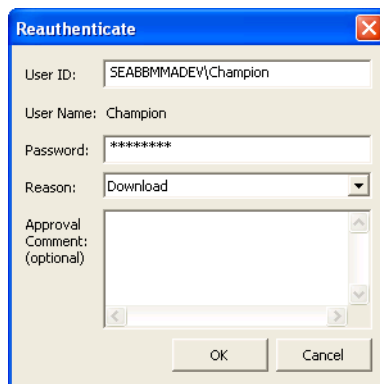 Reauthenticate
User ID: SEABBMMADEV\Champion
User Name: Champion
Password: ********
Reason: Download
Approval
Comment:
(optional)
OK Cancel